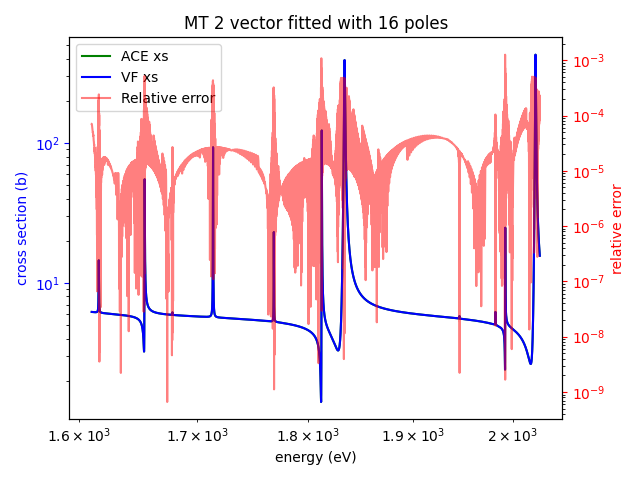 MT 2 vector fitted with 16 poles
ACE xs
VF xs
Relative error
cross section (b)
10²
10¹
relative error
10⁻³
10⁻⁴
10⁻⁵
10⁻⁶
10⁻⁷
10⁻⁸
10⁻⁹
1.6 × 10³
1.7 × 10³
1.8 × 10³
1.9 × 10³
2 × 10³
energy (eV)